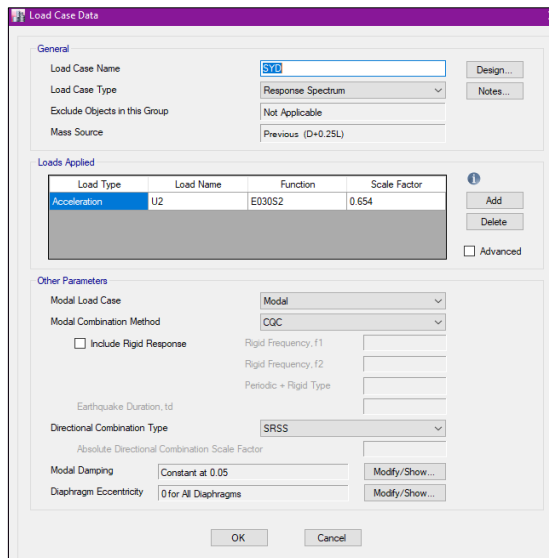 Load Case Data
General
Load Case Name SYD Design...
Load Case Type Response Spectrum Notes...
Exclude Objects in this Group Not Applicable
Mass Source Previous (D+0.25L)
Loads Applied
Load Type Load Name Function Scale Factor
Acceleration U2 E030S2 0.654
Add
Delete
Advanced
Other Parameters
Modal Load Case Modal
Modal Combination Method CQC
Include Rigid Response Rigid Frequency, f1
Rigid Frequency, f2
Periodic + Rigid Type
Earthquake Duration, td
Directional Combination Type SRSS
Absolute Directional Combination Scale Factor
Modal Damping Constant at 0.05 Modify/Show...
Diaphragm Eccentricity 0 for All Diaphragms Modify/Show...
OK Cancel